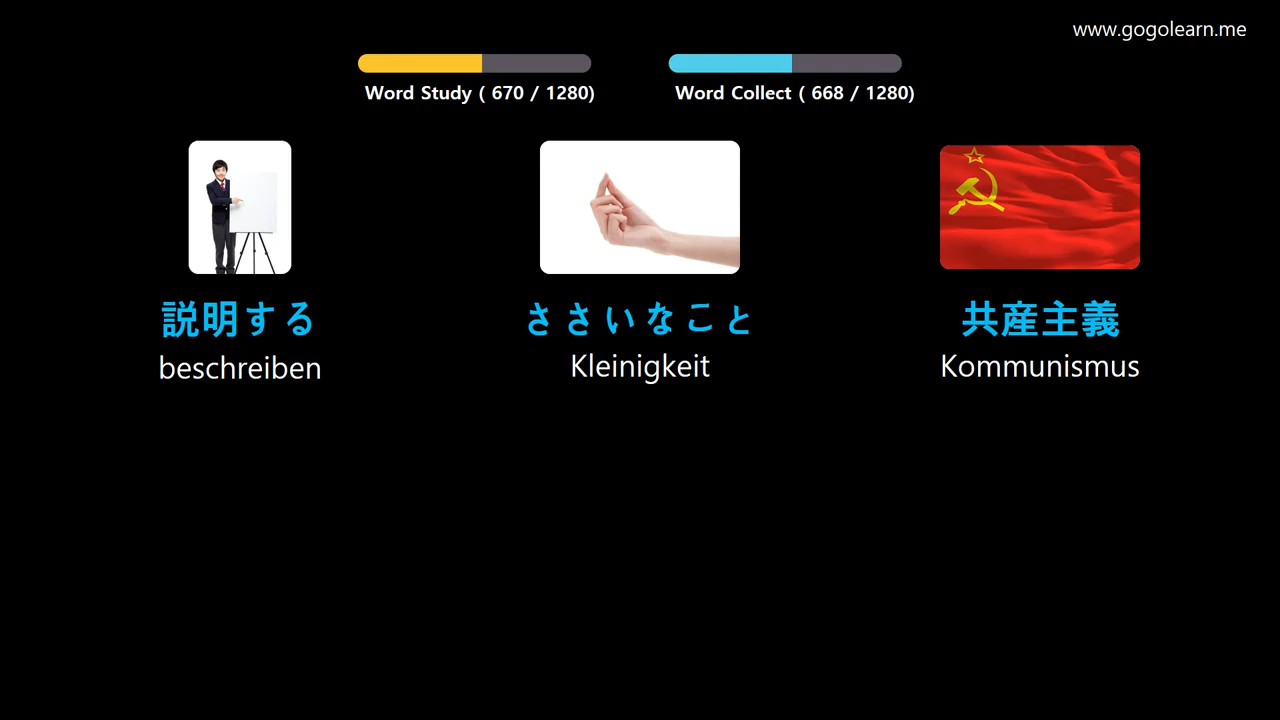 www.gogolearn.me
Word Study ( 670 / 1280)
Word Collect ( 668 / 1280)
説明する
ささいなこと
共産主義
beschreiben
Kleinigkeit
Kommunismus